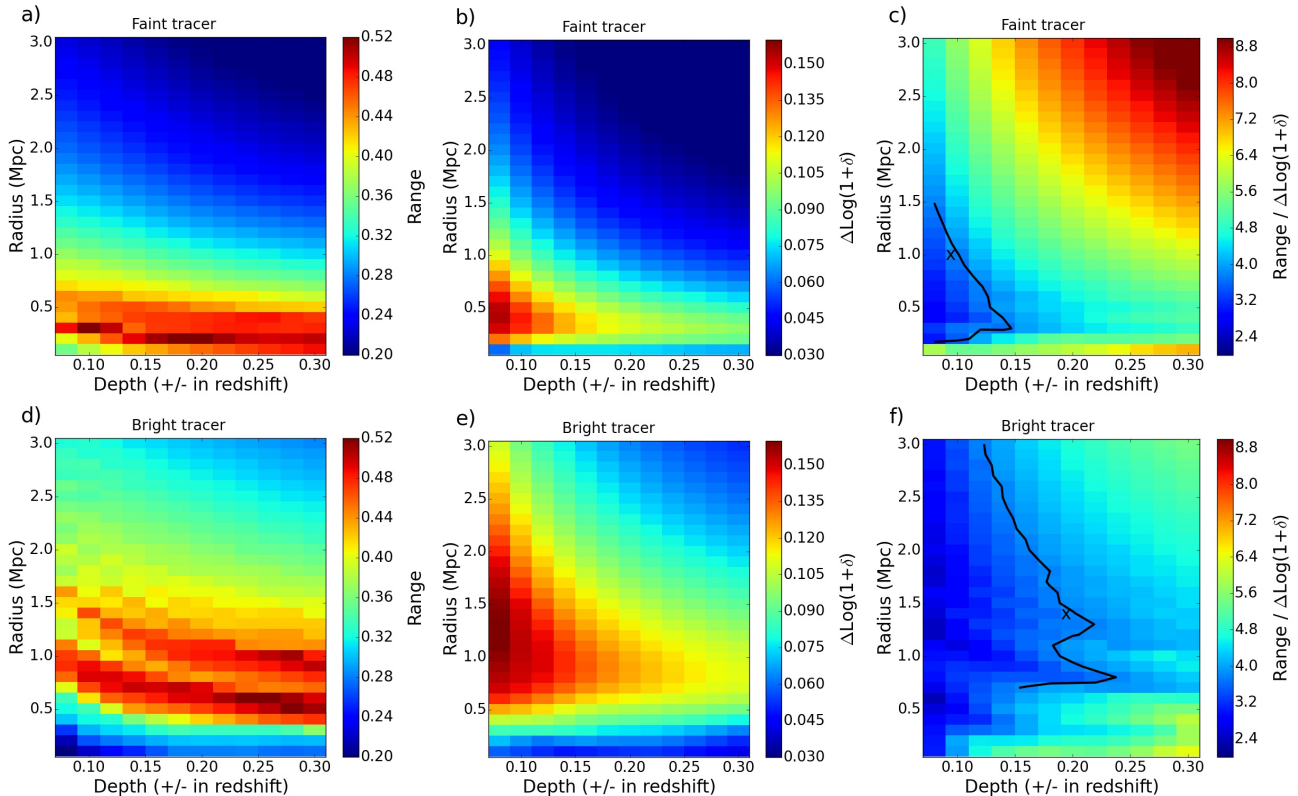 a)
Faint tracer
3.0
2.5
2.0
1.5
1.0
0.5
Radius (Mpc)
0.10 0.15 0.20 0.25 0.30
Depth (+/- in redshift)
0.52
0.48
0.44
0.40
0.36
0.32
0.28
0.24
0.20
Range
b)
Faint tracer
3.0
2.5
2.0
1.5
1.0
0.5
Radius (Mpc)
0.10 0.15 0.20 0.25 0.30
Depth (+/- in redshift)
0.150
0.135
0.120
0.105
0.090
0.075
0.060
0.045
0.030
ΔLog(1+δ)
c)
Faint tracer
3.0
2.5
2.0
1.5
1.0
0.5
Radius (Mpc)
x
0.10 0.15 0.20 0.25 0.30
Depth (+/- in redshift)
8.8
8.0
7.2
6.4
5.6
4.8
4.0
3.2
2.4
Range / ΔLog(1+δ)
d)
Bright tracer
3.0
2.5
2.0
1.5
1.0
0.5
Radius (Mpc)
0.10 0.15 0.20 0.25 0.30
Depth (+/- in redshift)
0.52
0.48
0.44
0.40
0.36
0.32
0.28
0.24
0.20
Range
e)
Bright tracer
3.0
2.5
2.0
1.5
1.0
0.5
Radius (Mpc)
0.10 0.15 0.20 0.25 0.30
Depth (+/- in redshift)
0.150
0.135
0.120
0.105
0.090
0.075
0.060
0.045
0.030
ΔLog(1+δ)
f)
Bright tracer
3.0
2.5
2.0
1.5
1.0
0.5
Radius (Mpc)
x
0.10 0.15 0.20 0.25 0.30
Depth (+/- in redshift)
8.8
8.0
7.2
6.4
5.6
4.8
4.0
3.2
2.4
Range / ΔLog(1+δ)